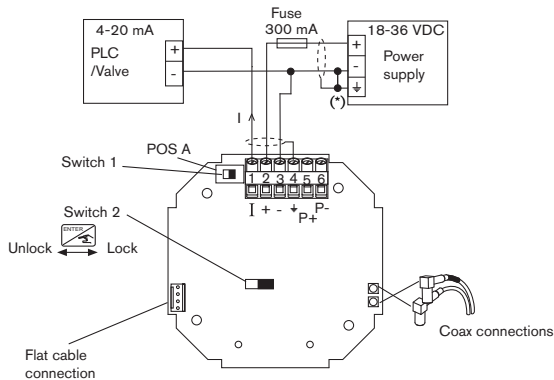 4-20 mA
PLC
/Valve
+
-
Fuse
300 mA
18-36 VDC
Power
supply
+
-
(*)
I
POS A
Switch 1
1 2 3 4 5 6
I + - P+ P-
Switch 2
ENTER
Unlock Lock
Coax connections
Flat cable
connection